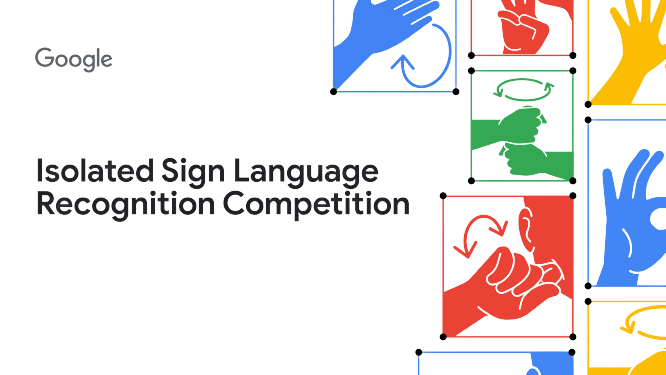 Google
Isolated Sign Language
Recognition Competition